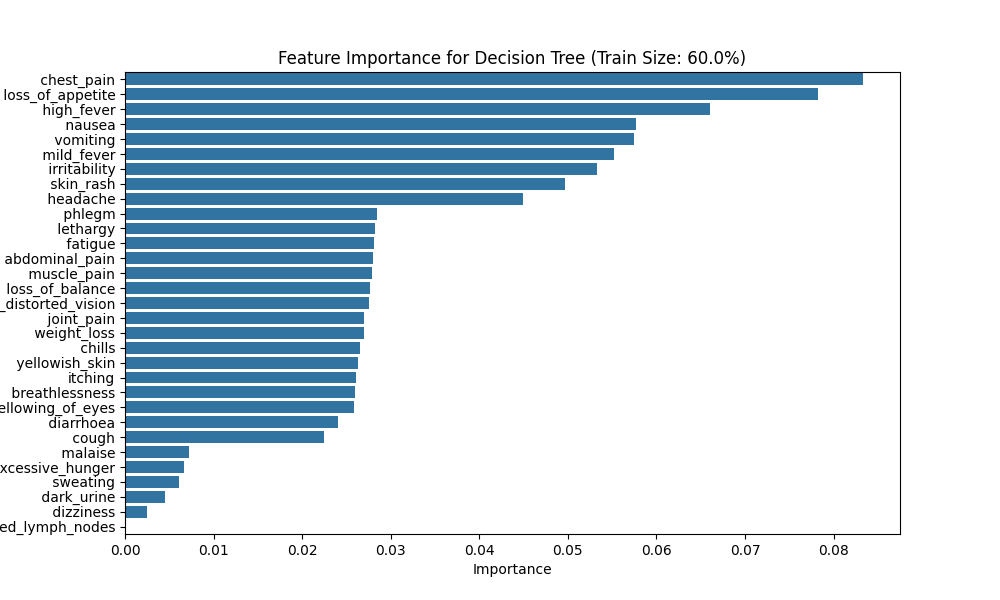 Feature Importance for Decision Tree (Train Size: 60.0%)
chest_pain
loss_of_appetite
high_fever
nausea
vomiting
mild_fever
irritability
skin_rash
headache
phlegm
lethargy
fatigue
abdominal_pain
muscle_pain
loss_of_balance
_distorted_vision
joint_pain
weight_loss
chills
yellowish_skin
itching
breathlessness
ellowing_of_eyes
diarrhoea
cough
malaise
xcessive_hunger
sweating
dark_urine
dizziness
ed_lymph_nodes
0.00 0.01 0.02 0.03 0.04 0.05 0.06 0.07 0.08
Importance